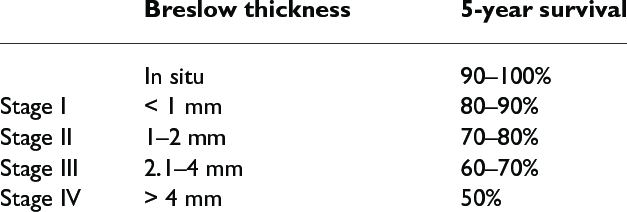 Breslow thickness 5-year survival
In situ 90–100%
Stage I < 1 mm 80–90%
Stage II 1–2 mm 70–80%
Stage III 2.1–4 mm 60–70%
Stage IV > 4 mm 50%